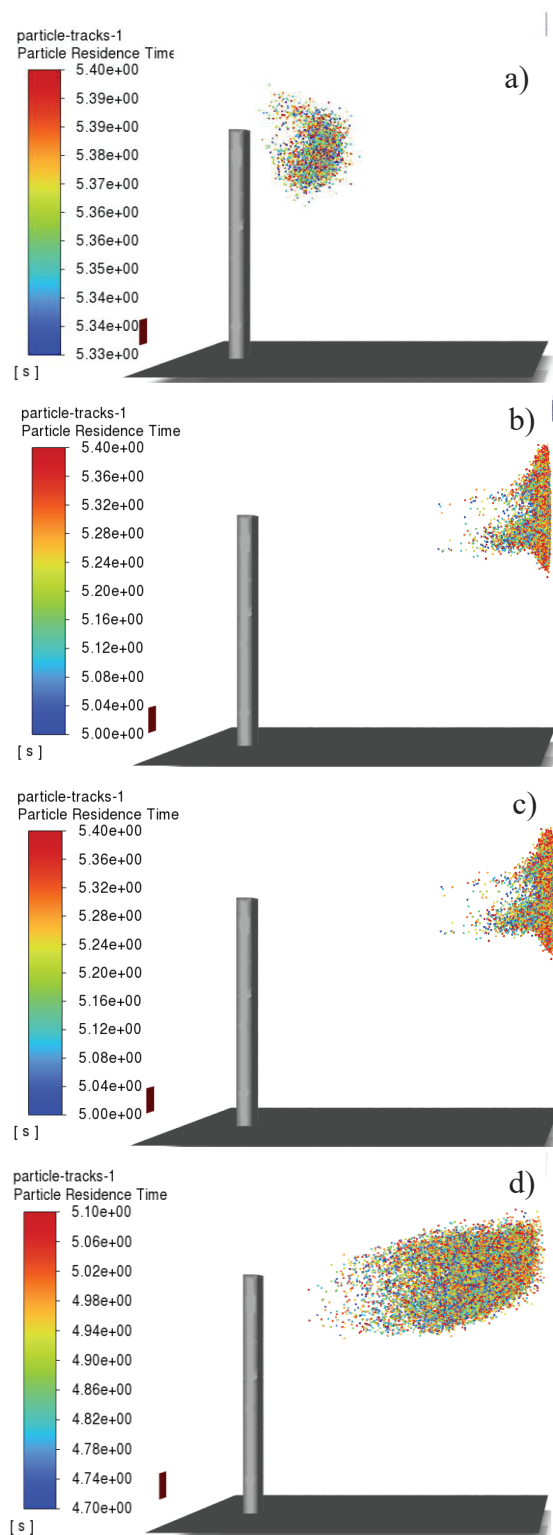 particle-tracks-1
Particle Residence Time
a)
5.40e+00
5.39e+00
5.39e+00
5.38e+00
5.37e+00
5.36e+00
5.35e+00
5.34e+00
5.34e+00
5.33e+00
[ s ]
particle-tracks-1
Particle Residence Time
b)
5.40e+00
5.32e+00
5.28e+00
5.24e+00
5.20e+00
5.16e+00
5.12e+00
5.08e+00
5.04e+00
5.00e+00
[ s ]
particle-tracks-1
Particle Residence Time
c)
5.40e+00
5.36e+00
5.32e+00
5.28e+00
5.24e+00
5.20e+00
5.16e+00
5.12e+00
5.08e+00
5.04e+00
5.00e+00
[ s ]
particle-tracks-1
Particle Residence Time
d)
5.10e+00
5.06e+00
5.02e+00
4.98e+00
4.94e+00
4.90e+00
4.86e+00
4.82e+00
4.78e+00
4.74e+00
4.70e+00
[ s ]